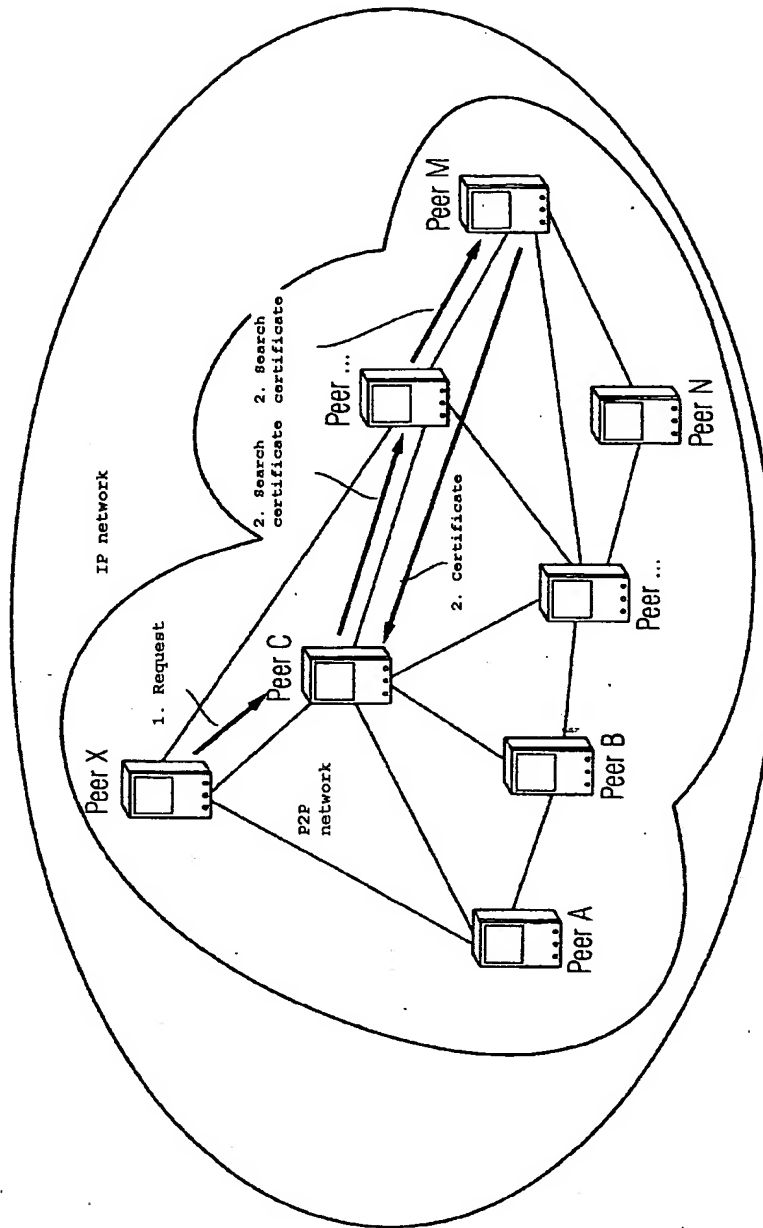 IP network
Peer X
1. Request
P2P
network
Peer C
2. Search
certificate
2. Search
certificate
Peer ...
Peer M
2. Certificate
Peer A
Peer B
Peer ...
Peer N